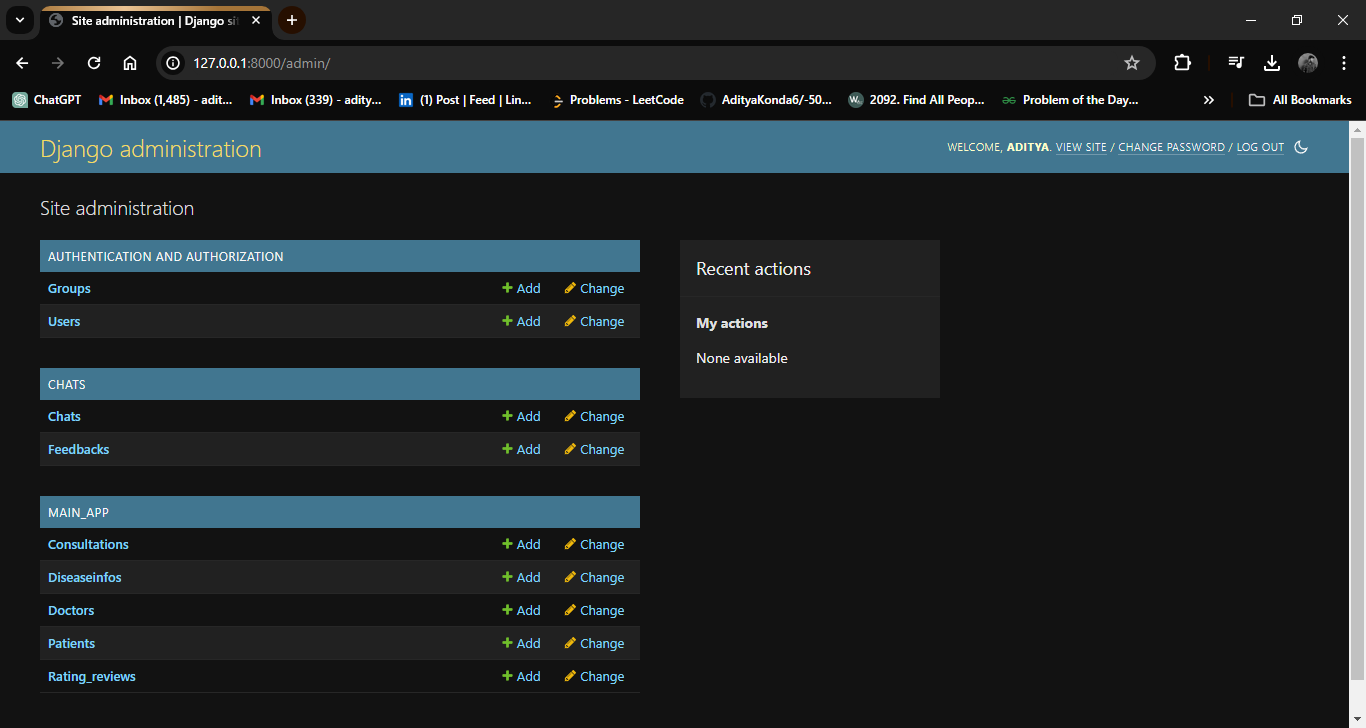 Site administration | Django sit
127.0.0.1:8000/admin/
ChatGPT
Inbox (1,485) - adit...
Inbox (339) - adity...
(1) Post | Feed | Lin...
Problems - LeetCode
AdityaKonda6/-50...
2092. Find All Peop...
Problem of the Day...
All Bookmarks
Django administration
WELCOME, ADITYA. VIEW SITE / CHANGE PASSWORD / LOG OUT
Site administration
AUTHENTICATION AND AUTHORIZATION
Groups Add Change
Users Add Change
CHATS
Chats Add Change
Feedbacks Add Change
MAIN_APP
Consultations Add Change
Diseaseinfos Add Change
Doctors Add Change
Patients Add Change
Rating_reviews Add Change
Recent actions
My actions
None available